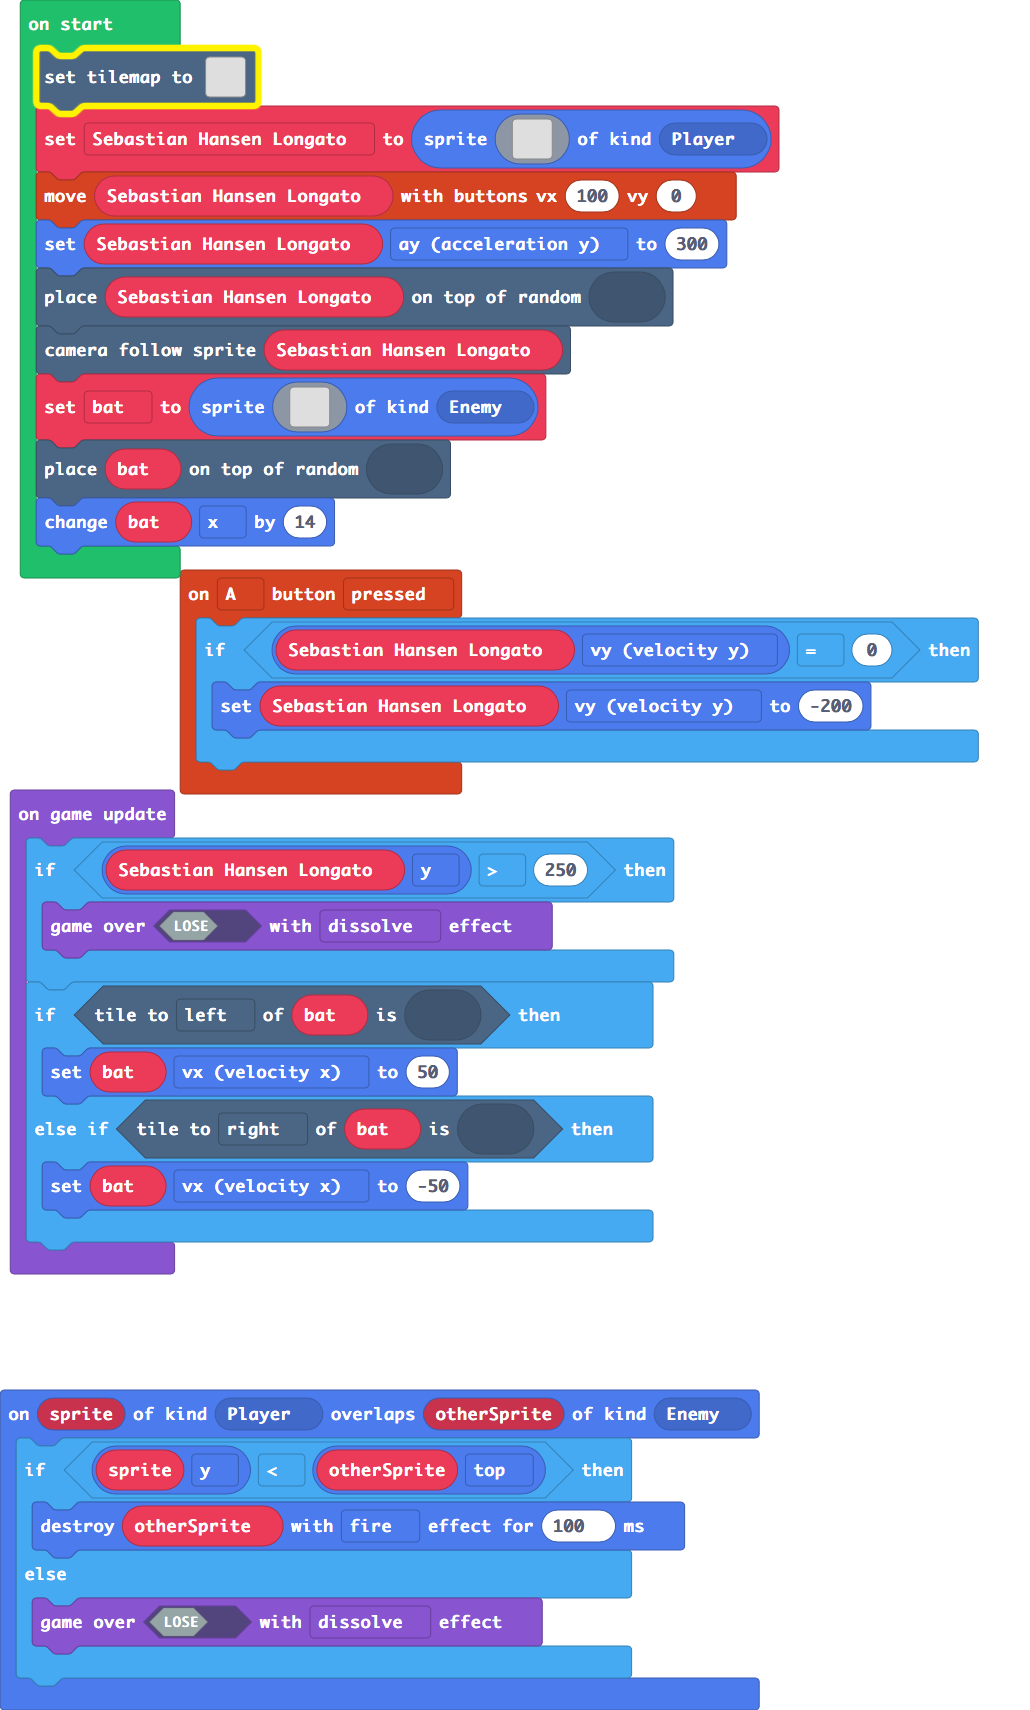 on start
set tilemap to
set Sebastian Hansen Longato to sprite of kind Player
move Sebastian Hansen Longato with buttons vx 100 vy 0
set Sebastian Hansen Longato ay (acceleration y) to 300
place Sebastian Hansen Longato on top of random
camera follow sprite Sebastian Hansen Longato
set bat to sprite of kind Enemy
place bat on top of random
change bat x by 14
on A button pressed
if Sebastian Hansen Longato vy (velocity y) = 0 then
set Sebastian Hansen Longato vy (velocity y) to -200
on game update
if Sebastian Hansen Longato y > 250 then
game over LOSE with dissolve effect
if tile to left of bat is then
set bat vx (velocity x) to 50
else if tile to right of bat is then
set bat vx (velocity x) to -50
on sprite of kind Player overlaps otherSprite of kind Enemy
if sprite y < otherSprite top then
destroy otherSprite with fire effect for 100 ms
else
game over LOSE with dissolve effect